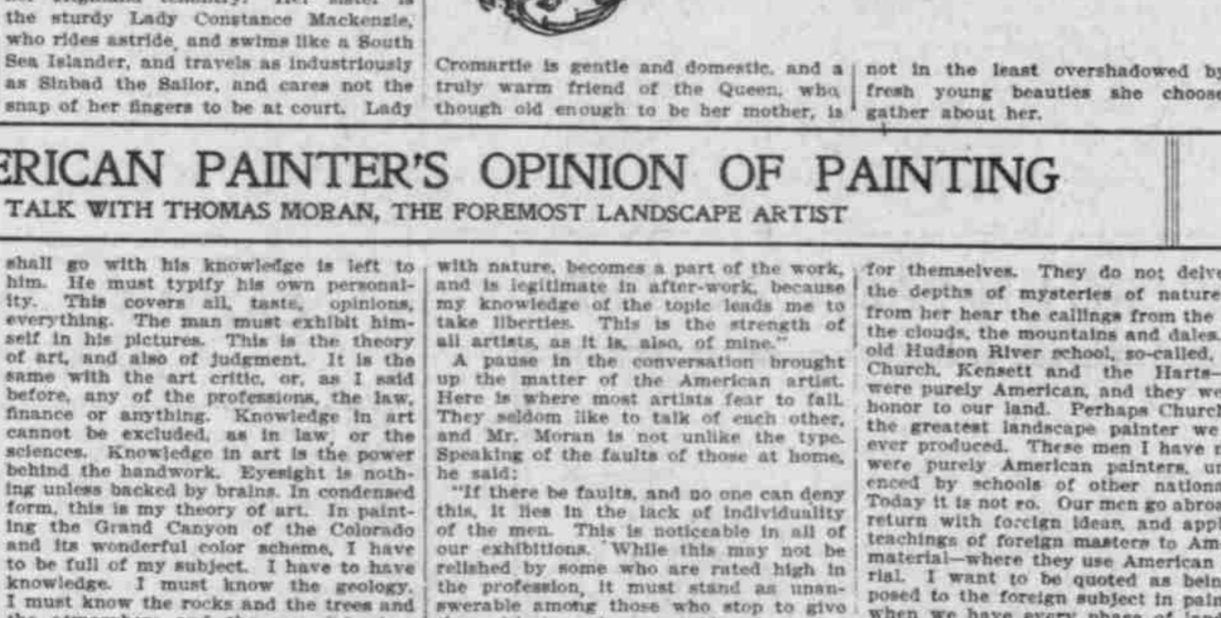 the sturdy Lady Constance Mackenzie,
who rides astride, and swims like a South
Sea Islander, and travels as industriously
as Sinbad the Sailor, and cares not the
snap of her fingers to be at court. Lady
Cromartie is gentle and domestic, and a
truly warm friend of the Queen, who,
though old enough to be her mother, is
not in the least overshadowed by
fresh young beauties she choose
gather about her.
ERICAN PAINTER'S OPINION OF PAINTING
TALK WITH THOMAS MORAN, THE FOREMOST LANDSCAPE ARTIST
shall go with his knowledge is left to
him. He must typify his own personal-
ity. This covers all, taste, opinions,
everything. The man must exhibit him-
self in his pictures. This is the theory
of art, and also of judgment. It is the
same with the art critic, or, as I said
before, any of the professions, the law,
finance or anything. Knowledge in art
cannot be excluded, as in law, or the
sciences. Knowledge in art is the power
behind the handwork. Eyesight is noth-
ing unless backed by brains. In condensed
form, this is my theory of art. In paint-
ing the Grand Canyon of the Colorado
and its wonderful color scheme, I have
to be full of my subject. I have to have
knowledge. I must know the geology.
I must know the rocks and the trees and
with nature, becomes a part of the work,
and is legitimate in after-work, because
my knowledge of the topic leads me to
take liberties. This is the strength of
all artists, as it is, also, of mine."
A pause in the conversation brought
up the matter of the American artist.
Here is where most artists fear to fall.
They seldom like to talk of each other,
and Mr. Moran is not unlike the type.
Speaking of the faults of those at home,
he said:
"If there be faults, and no one can deny
this, it lies in the lack of individuality
of the men. This is noticeable in all of
our exhibitions. While this may not be
relished by some who are rated high in
the profession, it must stand as unan-
swerable among those who stop to give
for themselves. They do not delve
the depths of mysteries of nature
from her hear the callings from the
the clouds, the mountains and dales.
old Hudson River school, so-called,
Church, Kensett and the Harts—
were purely American, and they we
honor to our land. Perhaps Church
the greatest landscape painter we
ever produced. These men I have
were purely American painters, un
enced by schools of other nations
Today it is not so. Our men go abroa
return with foreign ideas, and appl
teachings of foreign masters to Am
material—where they use American
rial. I want to be quoted as bein
posed to the foreign subject in pain
when we have every phase of